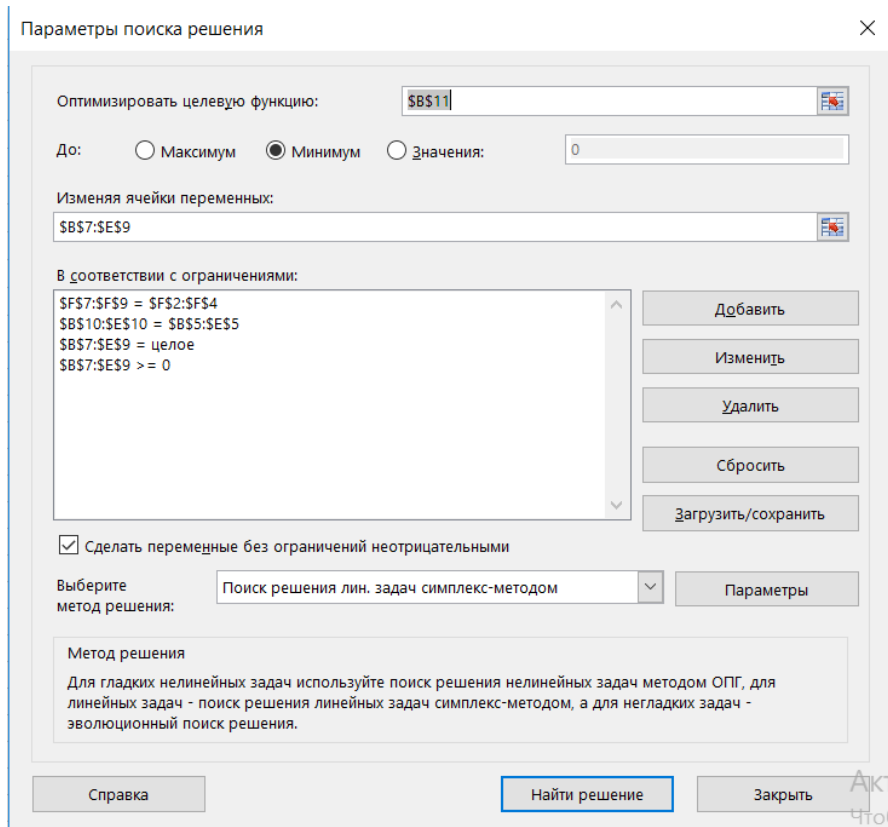 Параметры поиска решения
Оптимизировать целевую функцию: $B$11
До: Максимум Минимум Значения: 0
Изменяя ячейки переменных:
$B$7:$E$9
В соответствии с ограничениями:
$F$7:$F$9 = $F$2:$F$4
$B$10:$E$10 = $B$5:$E$5
$B$7:$E$9 = целое
$B$7:$E$9 >= 0
Добавить
Изменить
Удалить
Сбросить
Загрузить/сохранить
Сделать переменные без ограничений неотрицательными
Выберите
метод решения:
Поиск решения лин. задач симплекс-методом
Параметры
Метод решения
Для гладких нелинейных задач используйте поиск решения нелинейных задач методом ОПГ, для
линейных задач - поиск решения линейных задач симплекс-методом, а для негладких задач -
эволюционный поиск решения.
Справка Найти решение Закрыть